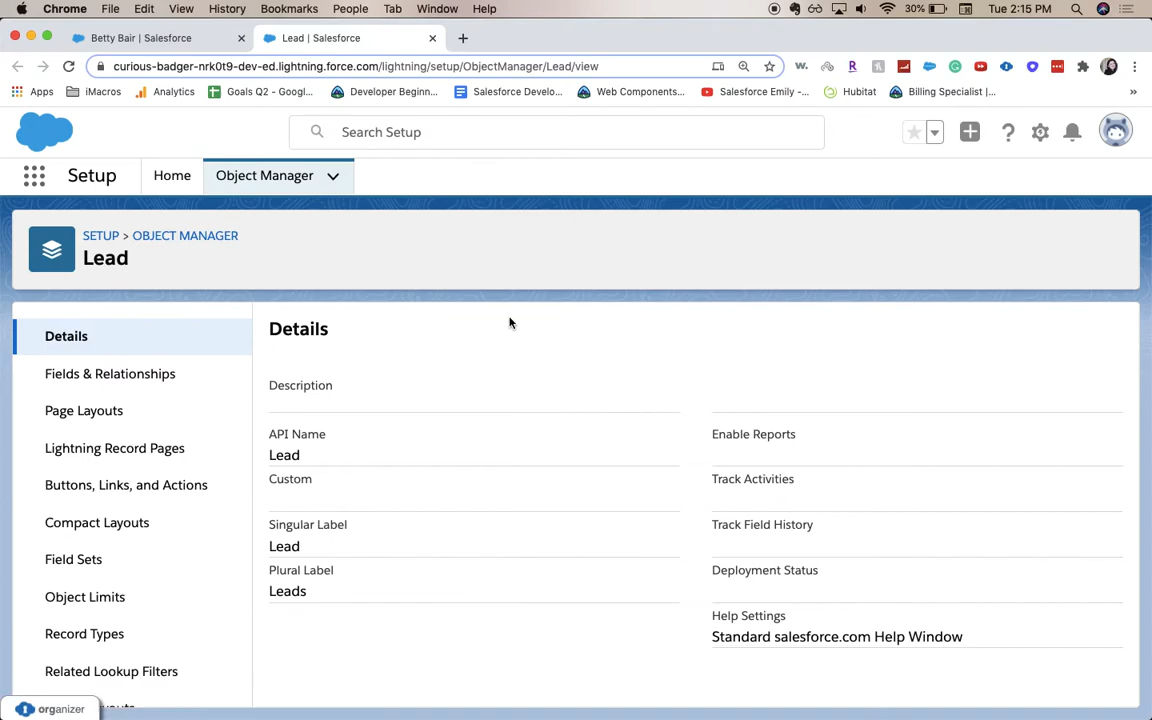 Chrome File Edit View History Bookmarks People Tab Window Help 30% Tue 2:15 PM
Betty Bair | Salesforce
Lead | Salesforce
curious-badger-nrk0t9-dev-ed.lightning.force.com/lightning/setup/ObjectManager/Lead/view
Apps iMacros Analytics Goals Q2 - Googl... Developer Beginn... Salesforce Develo... Web Components... Salesforce Emily -... Hubitat Billing Specialist |...
Search Setup
Setup Home Object Manager
SETUP > OBJECT MANAGER
Lead
Details
Fields & Relationships
Page Layouts
Lightning Record Pages
Buttons, Links, and Actions
Compact Layouts
Field Sets
Object Limits
Record Types
Related Lookup Filters
organizer
Details
Description
API Name
Lead
Custom
Singular Label
Lead
Plural Label
Leads
Enable Reports
Track Activities
Track Field History
Deployment Status
Help Settings
Standard salesforce.com Help Window